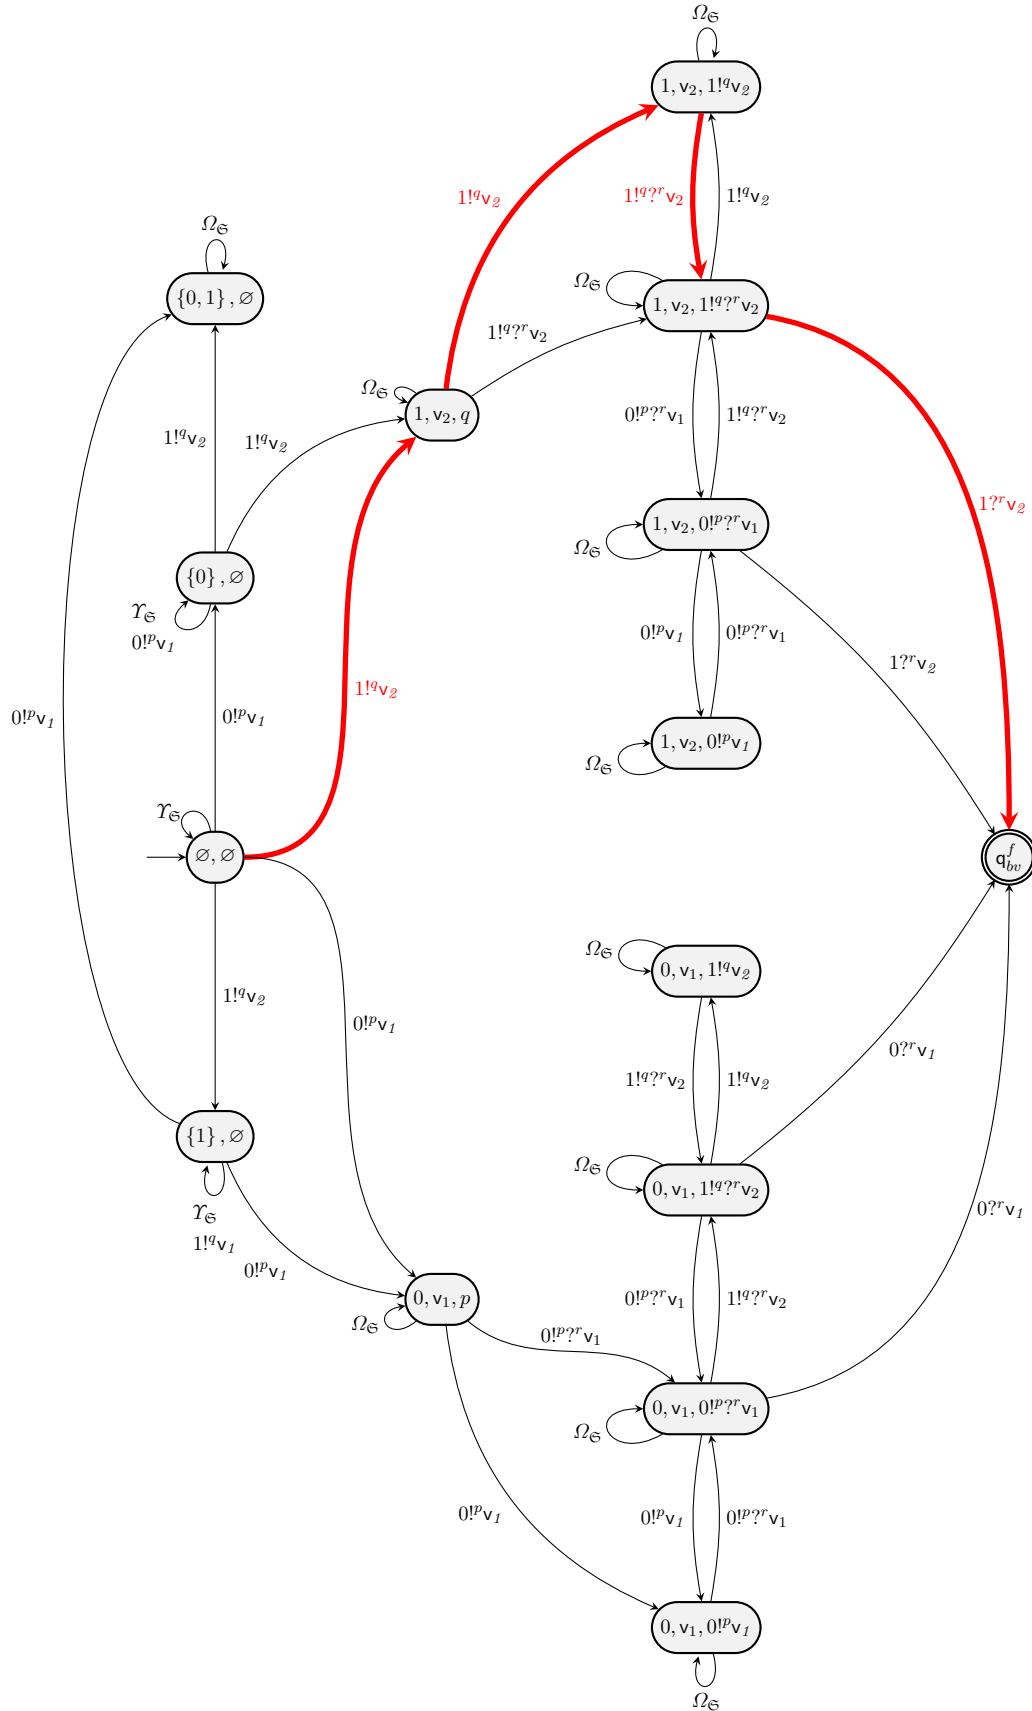 Ω𝔖
1, v₂, 1!^q v₂
1!^q v₂
1!^q?^r v₂
1!^q v₂
Ω𝔖
{0, 1}, ∅
Ω𝔖
1, v₂, 1!^q?^r v₂
1!^q?^r v₂
Ω𝔖
1, v₂, q
0!^p?^r v₁
1!^q?^r v₂
1!^q v₂
1!^q v₂
1?^r v₂
1, v₂, 0!^p?^r v₁
Ω𝔖
{0}, ∅
ϒ𝔖
0!^p v₁
0!^p v₁
0!^p?^r v₁
1?^r v₂
1!^q v₂
0!^p v₁
0!^p v₁
1, v₂, 0!^p v₁
Ω𝔖
ϒ𝔖
∅, ∅
q^f_bv
Ω𝔖
0, v₁, 1!^q v₂
1!^q v₂
0!^p v₁
0?^r v₁
1!^q?^r v₂
1!^q v₂
{1}, ∅
Ω𝔖
0, v₁, 1!^q?^r v₂
ϒ𝔖
1!^q v₁
0!^p v₁
0?^r v₁
0, v₁, p
Ω𝔖
0!^p?^r v₁
1!^q?^r v₂
0!^p?^r v₁
0, v₁, 0!^p?^r v₁
Ω𝔖
0!^p v₁
0!^p v₁
0!^p?^r v₁
0, v₁, 0!^p v₁
Ω𝔖